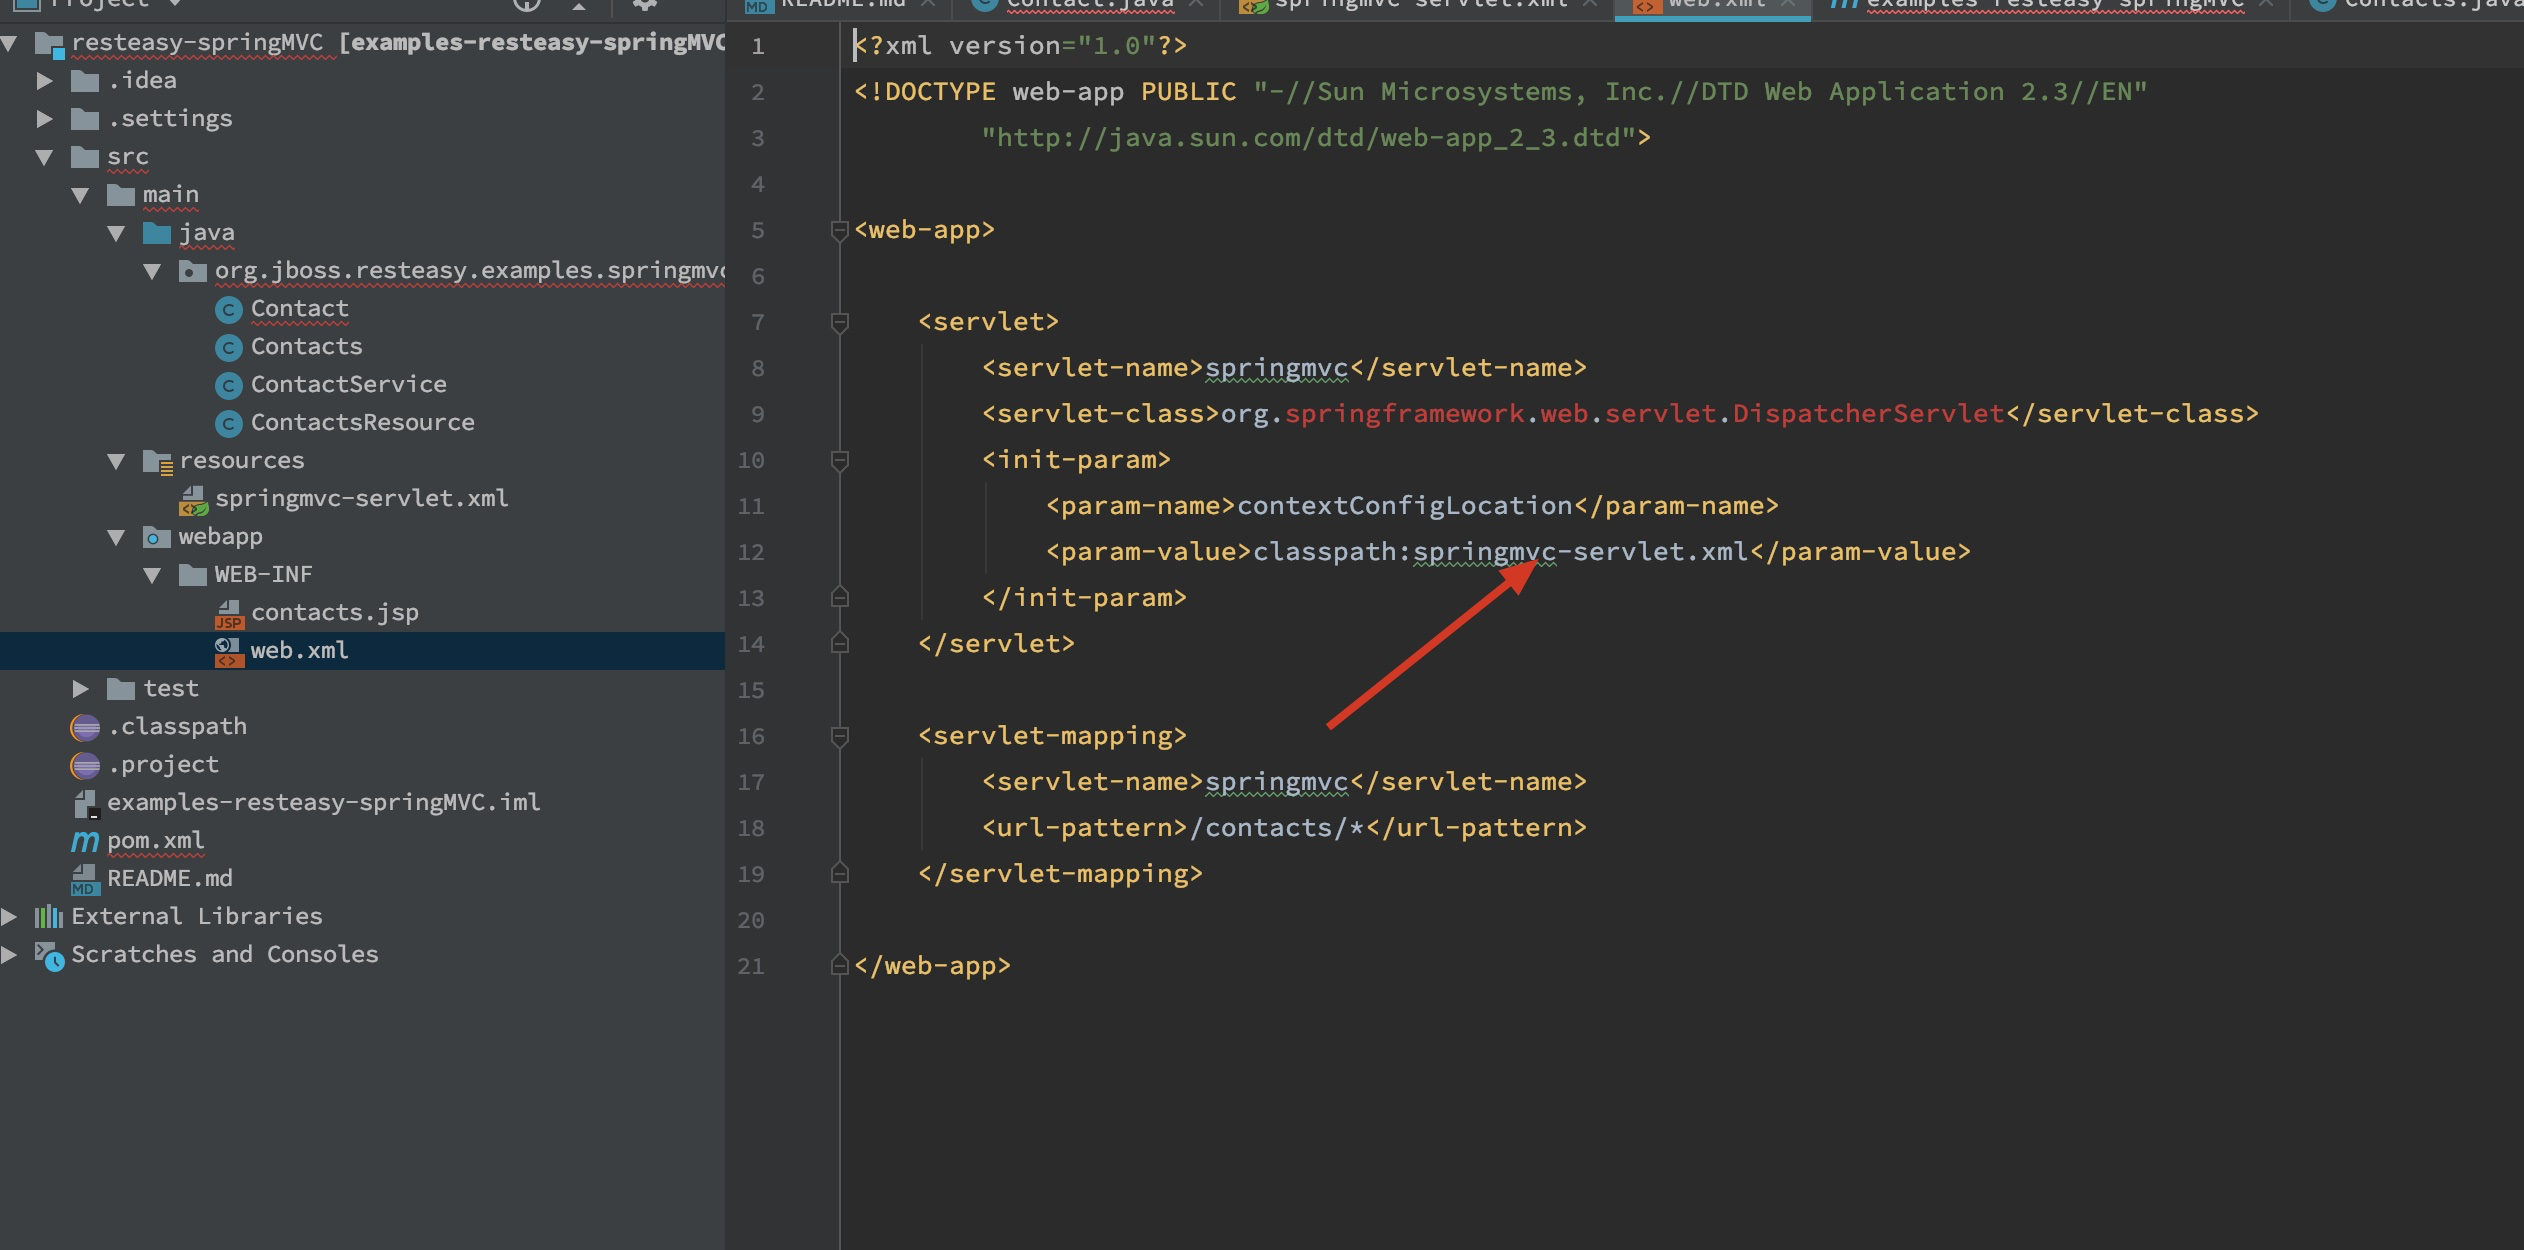 Project
resteasy-springMVC [examples-resteasy-springMVC
.idea
.settings
src
main
java
org.jboss.resteasy.examples.springmvc
Contact
Contacts
ContactService
ContactsResource
resources
springmvc-servlet.xml
webapp
WEB-INF
contacts.jsp
web.xml
test
.classpath
.project
examples-resteasy-springMVC.iml
pom.xml
README.md
External Libraries
Scratches and Consoles
README.md Contact.java springmvc-servlet.xml web.xml examples-resteasy-springMVC Contacts.java
1 <?xml version="1.0"?>
2 <!DOCTYPE web-app PUBLIC "-//Sun Microsystems, Inc.//DTD Web Application 2.3//EN"
3 "http://java.sun.com/dtd/web-app_2_3.dtd">
4
5 <web-app>
6
7 <servlet>
8 <servlet-name>springmvc</servlet-name>
9 <servlet-class>org.springframework.web.servlet.DispatcherServlet</servlet-class>
10 <init-param>
11 <param-name>contextConfigLocation</param-name>
12 <param-value>classpath:springmvc-servlet.xml</param-value>
13 </init-param>
14 </servlet>
15
16 <servlet-mapping>
17 <servlet-name>springmvc</servlet-name>
18 <url-pattern>/contacts/*</url-pattern>
19 </servlet-mapping>
20
21 </web-app>